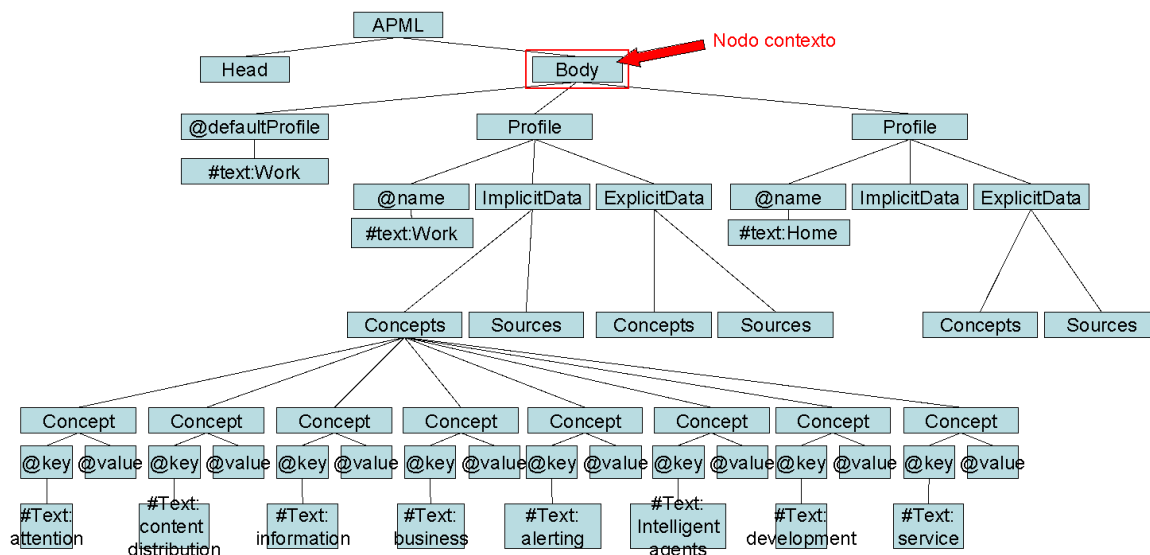 APML
Nodo contexto
Head
Body
@defaultProfile
Profile
Profile
#text:Work
@name
ImplicitData
ExplicitData
@name
ImplicitData
ExplicitData
#text:Work
#text:Home
Concepts
Sources
Concepts
Sources
Concepts
Sources
Concept
Concept
Concept
Concept
Concept
Concept
Concept
Concept
@key
@value
@key
@value
@key
@value
@key
@value
@key
@value
@key
@value
@key
@value
@key
@value
#Text:
attention
#Text:
content
distribution
#Text:
information
#Text:
business
#Text:
alerting
#Text:
Intelligent
agents
#Text:
development
#Text:
service